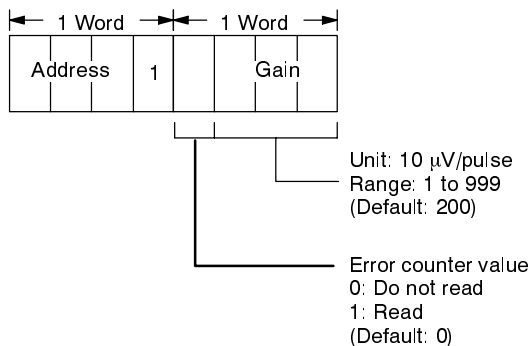 1 Word 1 Word
Address 1 Gain
Unit: 10 µV/pulse
Range: 1 to 999
(Default: 200)
Error counter value
0: Do not read
1: Read
(Default: 0)